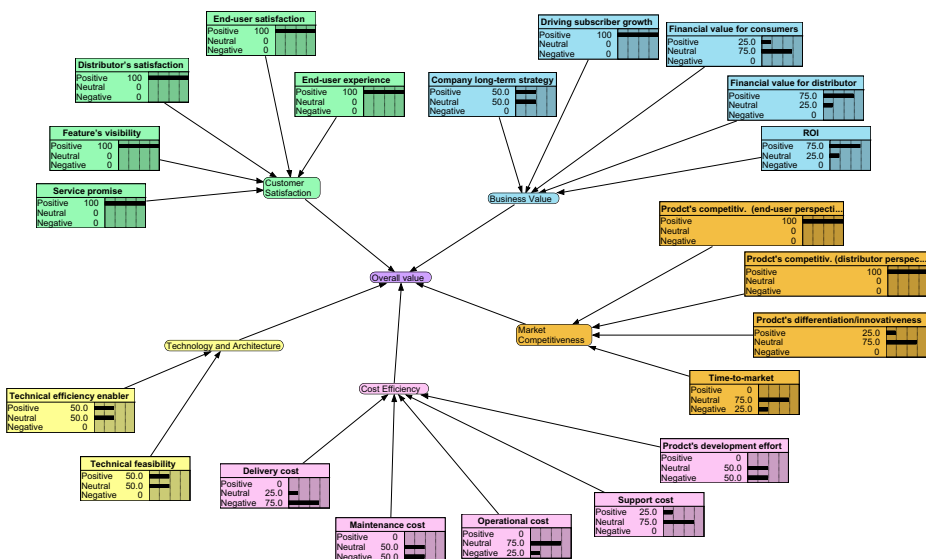 End-user satisfaction
Positive 100
Neutral 0
Negative 0
Driving subscriber growth
Positive 100
Neutral 0
Negative 0
Financial value for consumers
Positive 25.0
Neutral 75.0
Negative 0
Distributor's satisfaction
Positive 100
Neutral 0
Negative 0
End-user experience
Positive 100
Neutral 0
Negative 0
Company long-term strategy
Positive 50.0
Neutral 50.0
Negative 0
Financial value for distributor
Positive 75.0
Neutral 25.0
Negative 0
Feature's visibility
Positive 100
Neutral 0
Negative 0
ROI
Positive 75.0
Neutral 25.0
Negative 0
Service promise
Positive 100
Neutral 0
Negative 0
Customer
Satisfaction
Business Value
Prodct's competitiv. (end-user perspecti...
Positive 100
Neutral 0
Negative 0
Prodct's competitiv. (distributor perspec...
Positive 100
Neutral 0
Negative 0
Overall value
Prodct's differentiation/innovativeness
Positive 25.0
Neutral 75.0
Negative 0
Market
Competitiveness
Technology and Architecture
Time-to-market
Positive 0
Neutral 75.0
Negative 25.0
Cost Efficiency
Technical efficiency enabler
Positive 50.0
Neutral 50.0
Negative 0
Prodct's development effort
Positive 0
Neutral 50.0
Negative 50.0
Technical feasibility
Positive 50.0
Neutral 50.0
Negative 0
Delivery cost
Positive 0
Neutral 25.0
Negative 75.0
Support cost
Positive 25.0
Neutral 75.0
Negative 0
Maintenance cost
Positive 0
Neutral 50.0
Negative 50.0
Operational cost
Positive 0
Neutral 75.0
Negative 25.0